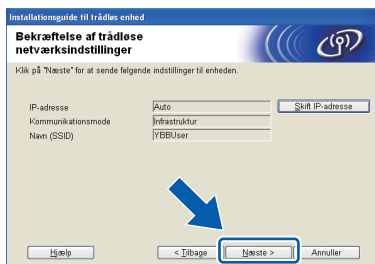 Installationsguide til trådløs enhed
Bekræftelse af trådløse
netværksindstillinger
Klik på "Næste" for at sende følgende indstillinger til enheden.
IP-adresse Auto Skift IP-adresse
Kommunikationsmode Infrastruktur
Navn (SSID) YBBUser
Hjælp < Tilbage Næste > Annuller